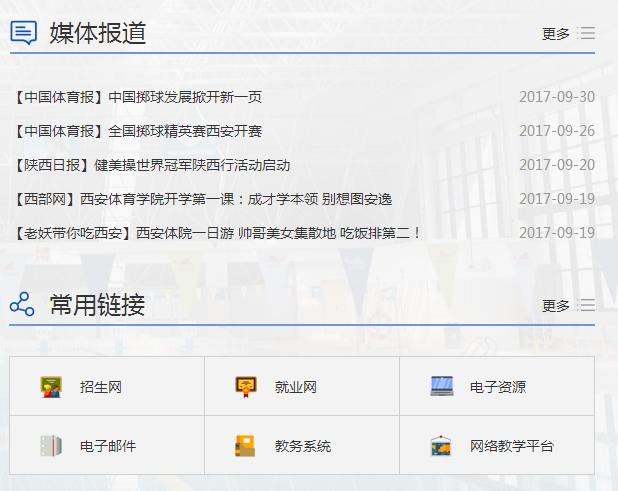 媒体报道 更多
【中国体育报】中国掷球发展掀开新一页 2017-09-30
【中国体育报】全国掷球精英赛西安开赛 2017-09-26
【陕西日报】健美操世界冠军陕西行活动启动 2017-09-20
【西部网】西安体育学院开学第一课：成才学本领 别想图安逸 2017-09-19
【老妖带你吃西安】西安体院一日游 帅哥美女集散地 吃饭排第二！ 2017-09-19
常用链接 更多
招生网 就业网 电子资源
电子邮件 教务系统 网络教学平台